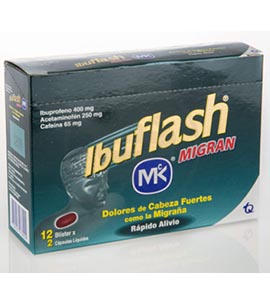 Ibuprofeno 400 mg
Acetaminofén 250 mg
Cafeína 65 mg
Ibuflash®
MIGRAN
MK
Dolores de Cabeza Fuertes
como la Migraña
Rápido Alivio
12 Blíster x
2 Cápsulas Líquidas